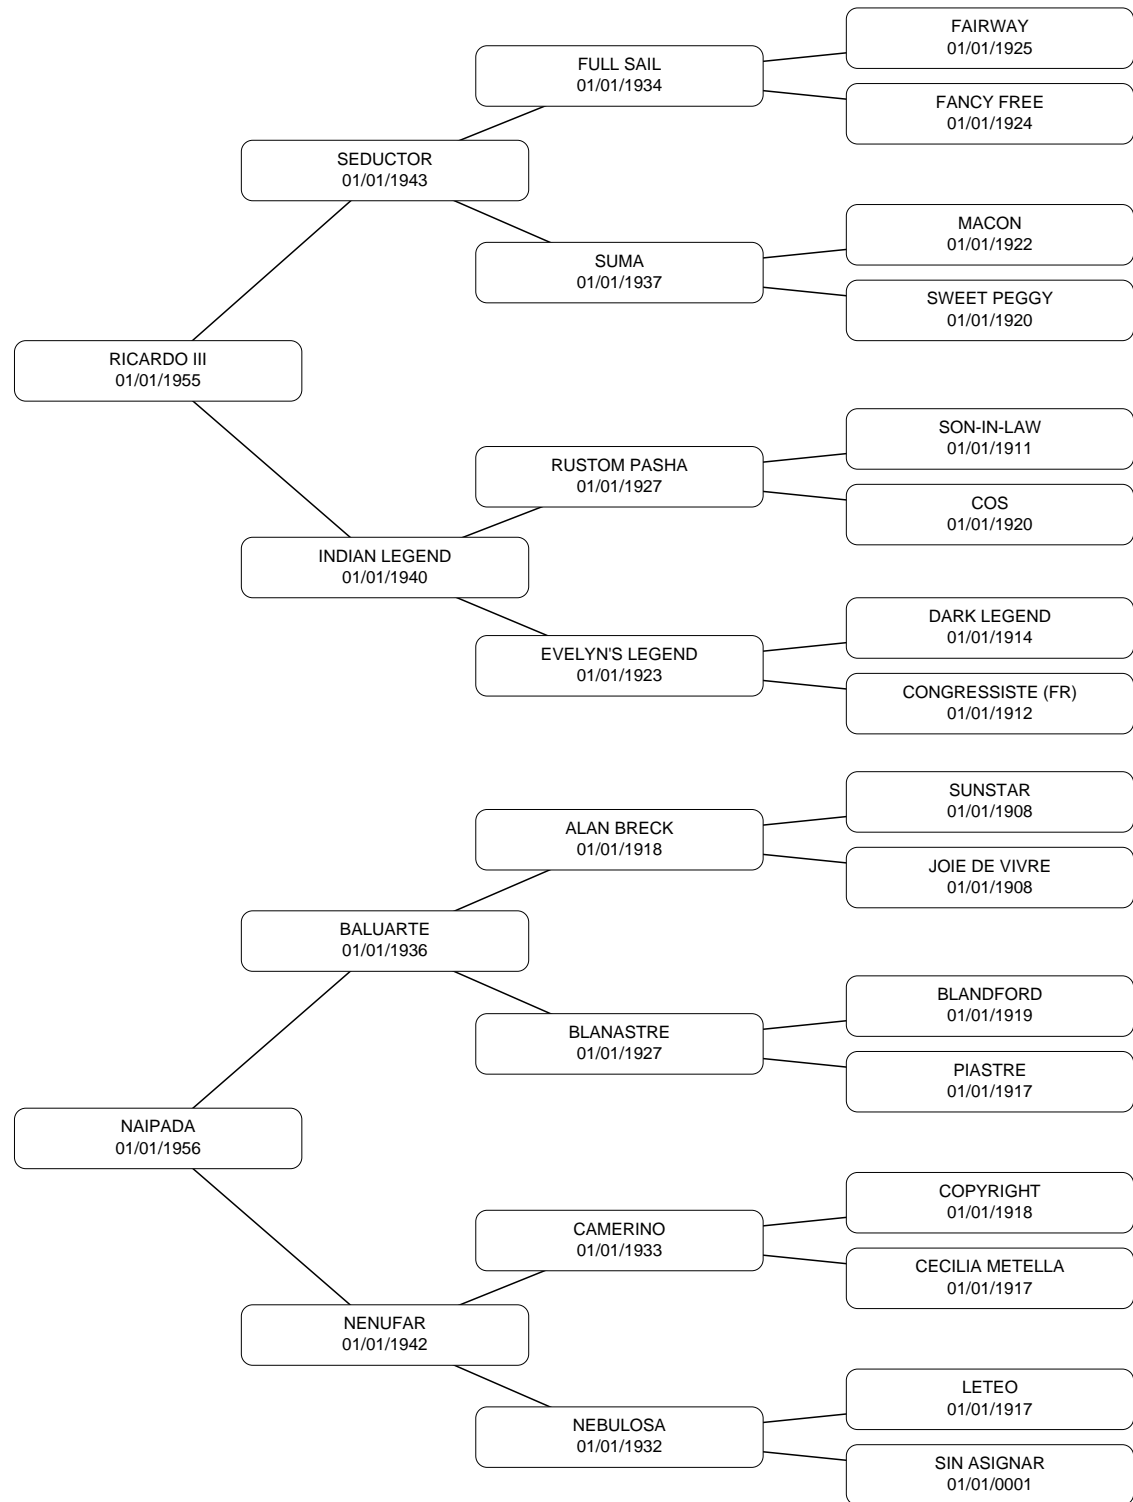 FAIRWAY
01/01/1925
FULL SAIL
01/01/1934
FANCY FREE
01/01/1924
SEDUCTOR
01/01/1943
MACON
01/01/1922
SUMA
01/01/1937
SWEET PEGGY
01/01/1920
RICARDO III
01/01/1955
SON-IN-LAW
01/01/1911
RUSTOM PASHA
01/01/1927
COS
01/01/1920
INDIAN LEGEND
01/01/1940
DARK LEGEND
01/01/1914
EVELYN'S LEGEND
01/01/1923
CONGRESSISTE (FR)
01/01/1912
SUNSTAR
01/01/1908
ALAN BRECK
01/01/1918
JOIE DE VIVRE
01/01/1908
BALUARTE
01/01/1936
BLANDFORD
01/01/1919
BLANASTRE
01/01/1927
PIASTRE
01/01/1917
NAIPADA
01/01/1956
COPYRIGHT
01/01/1918
CAMERINO
01/01/1933
CECILIA METELLA
01/01/1917
NENUFAR
01/01/1942
LETEO
01/01/1917
NEBULOSA
01/01/1932
SIN ASIGNAR
01/01/0001